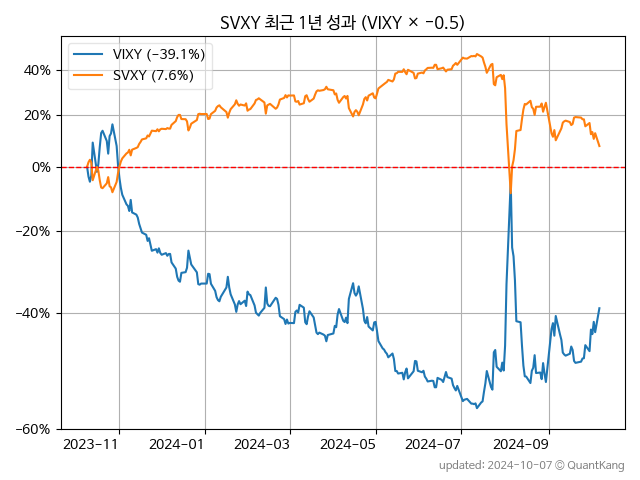 SVXY 최근 1년 성과 (VIXY × −0.5)
VIXY (−39.1%)
SVXY (7.6%)
40%
20%
0%
−20%
−40%
−60%
2023-11 2024-01 2024-03 2024-05 2024-07 2024-09
updated: 2024-10-07 © QuantKang